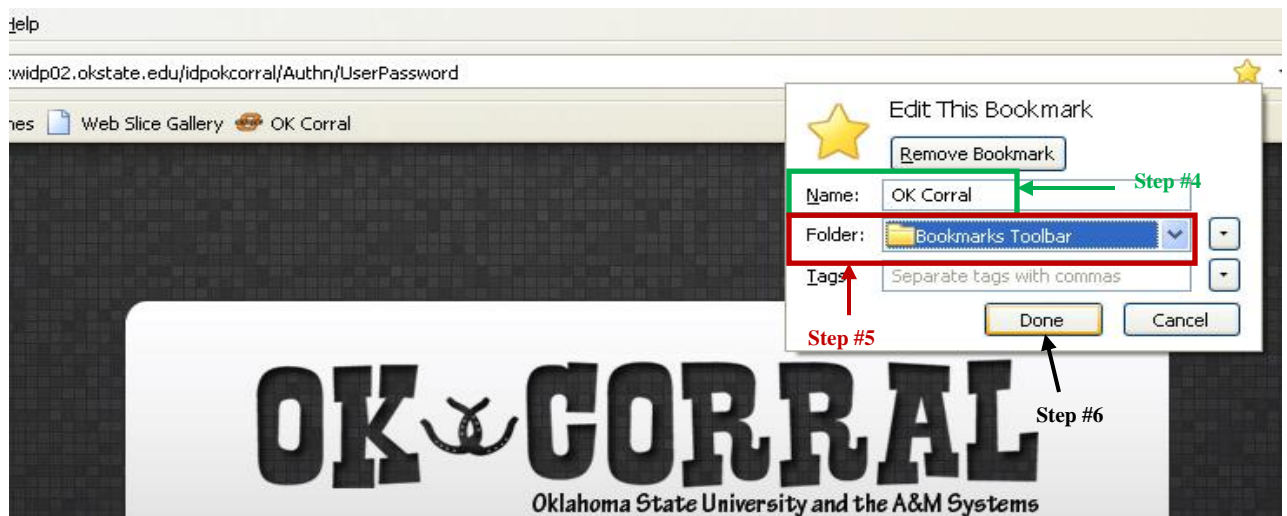 Help
widp02.okstate.edu/idpokcorral/Authn/UserPassword
Web Slice Gallery OK Corral
Edit This Bookmark
Remove Bookmark
Name: OK Corral
Step #4
Folder: Bookmarks Toolbar
Tags Separate tags with commas
Done Cancel
Step #5
Step #6
OK CORRAL
Oklahoma State University and the A&M Systems